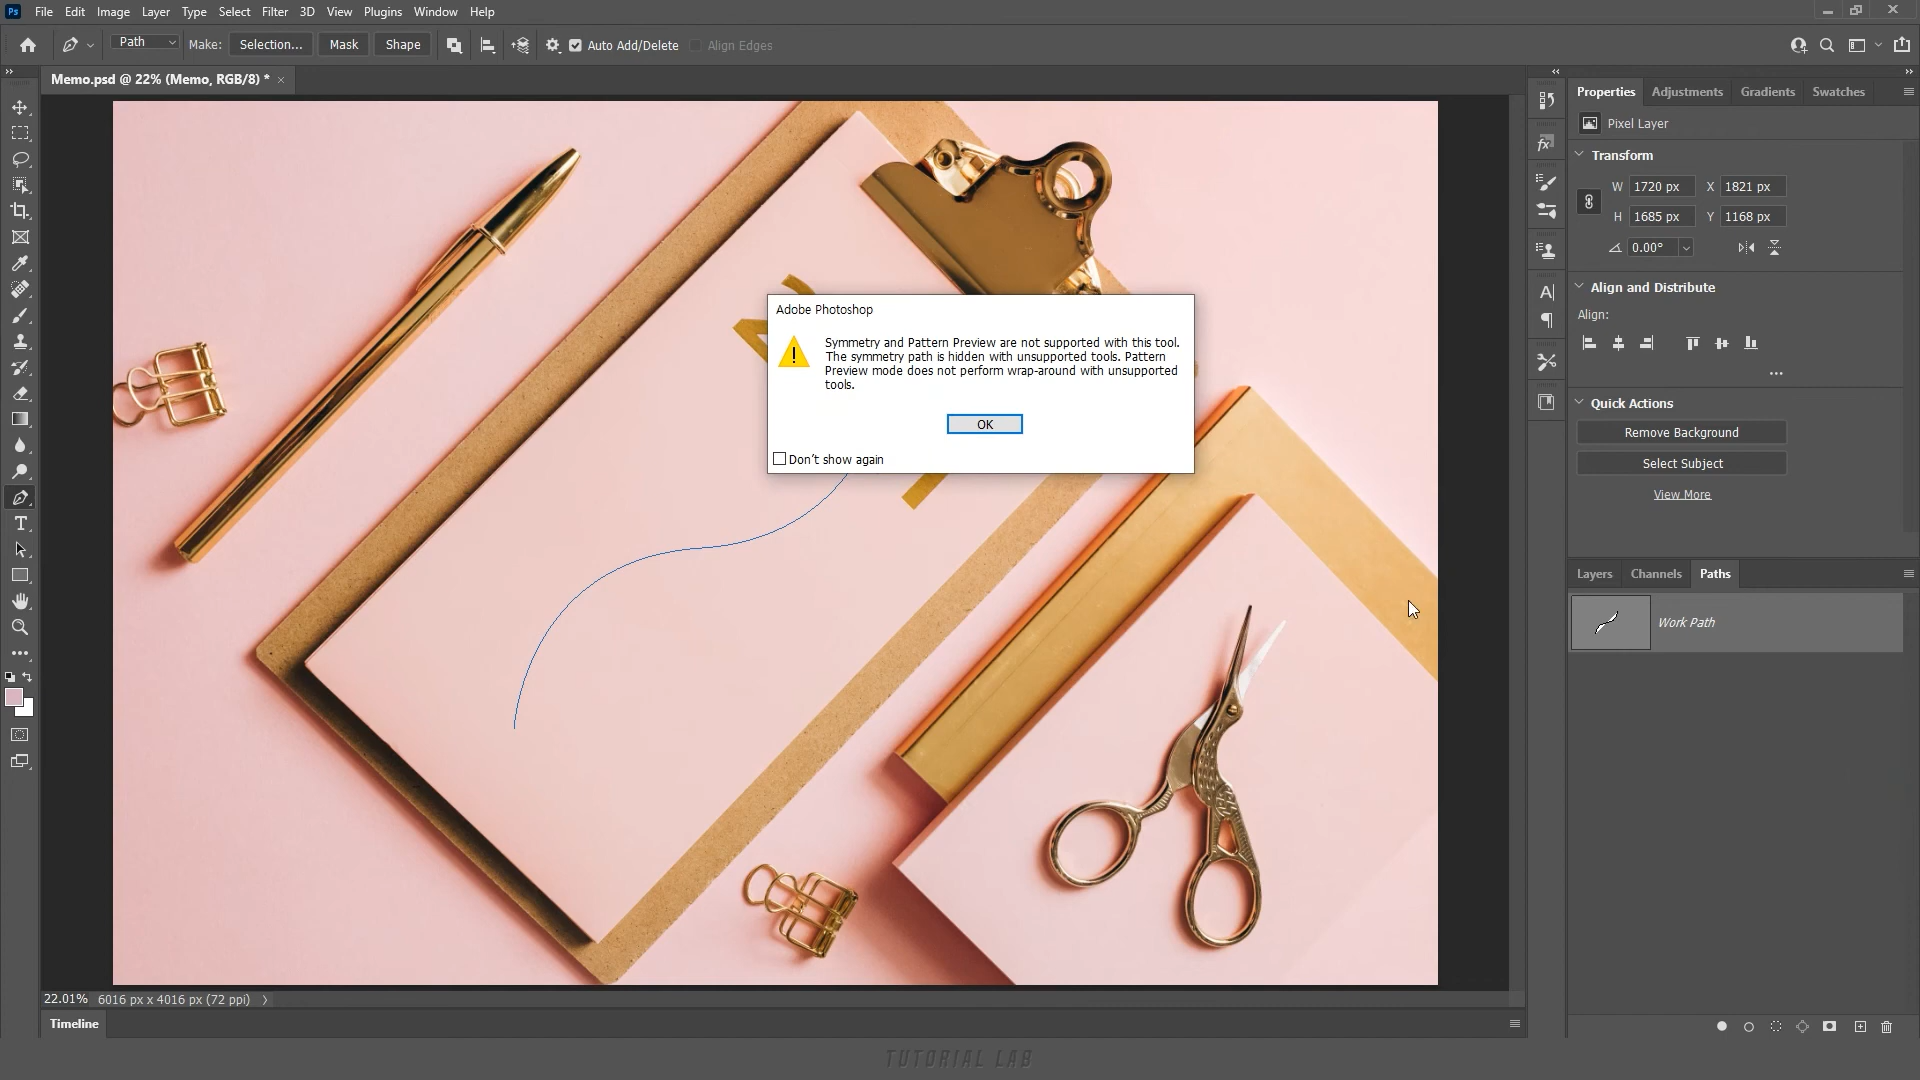 Ps File Edit Image Layer Type Select Filter 3D View Plugins Window Help
Path Make: Selection... Mask Shape Auto Add/Delete Align Edges
Memo.psd @ 22% (Memo, RGB/8) *
Properties Adjustments Gradients Swatches
Pixel Layer
Transform
W 1720 px X 1821 px
H 1685 px Y 1168 px
0.00°
Align and Distribute
Align:
Quick Actions
Remove Background
Select Subject
View More
Adobe Photoshop
Symmetry and Pattern Preview are not supported with this tool.
The symmetry path is hidden with unsupported tools. Pattern
Preview mode does not perform wrap-around with unsupported
tools.
OK
Don't show again
Layers Channels Paths
Work Path
22.01% 6016 px x 4016 px (72 ppi)
Timeline
TUTORIAL LAB